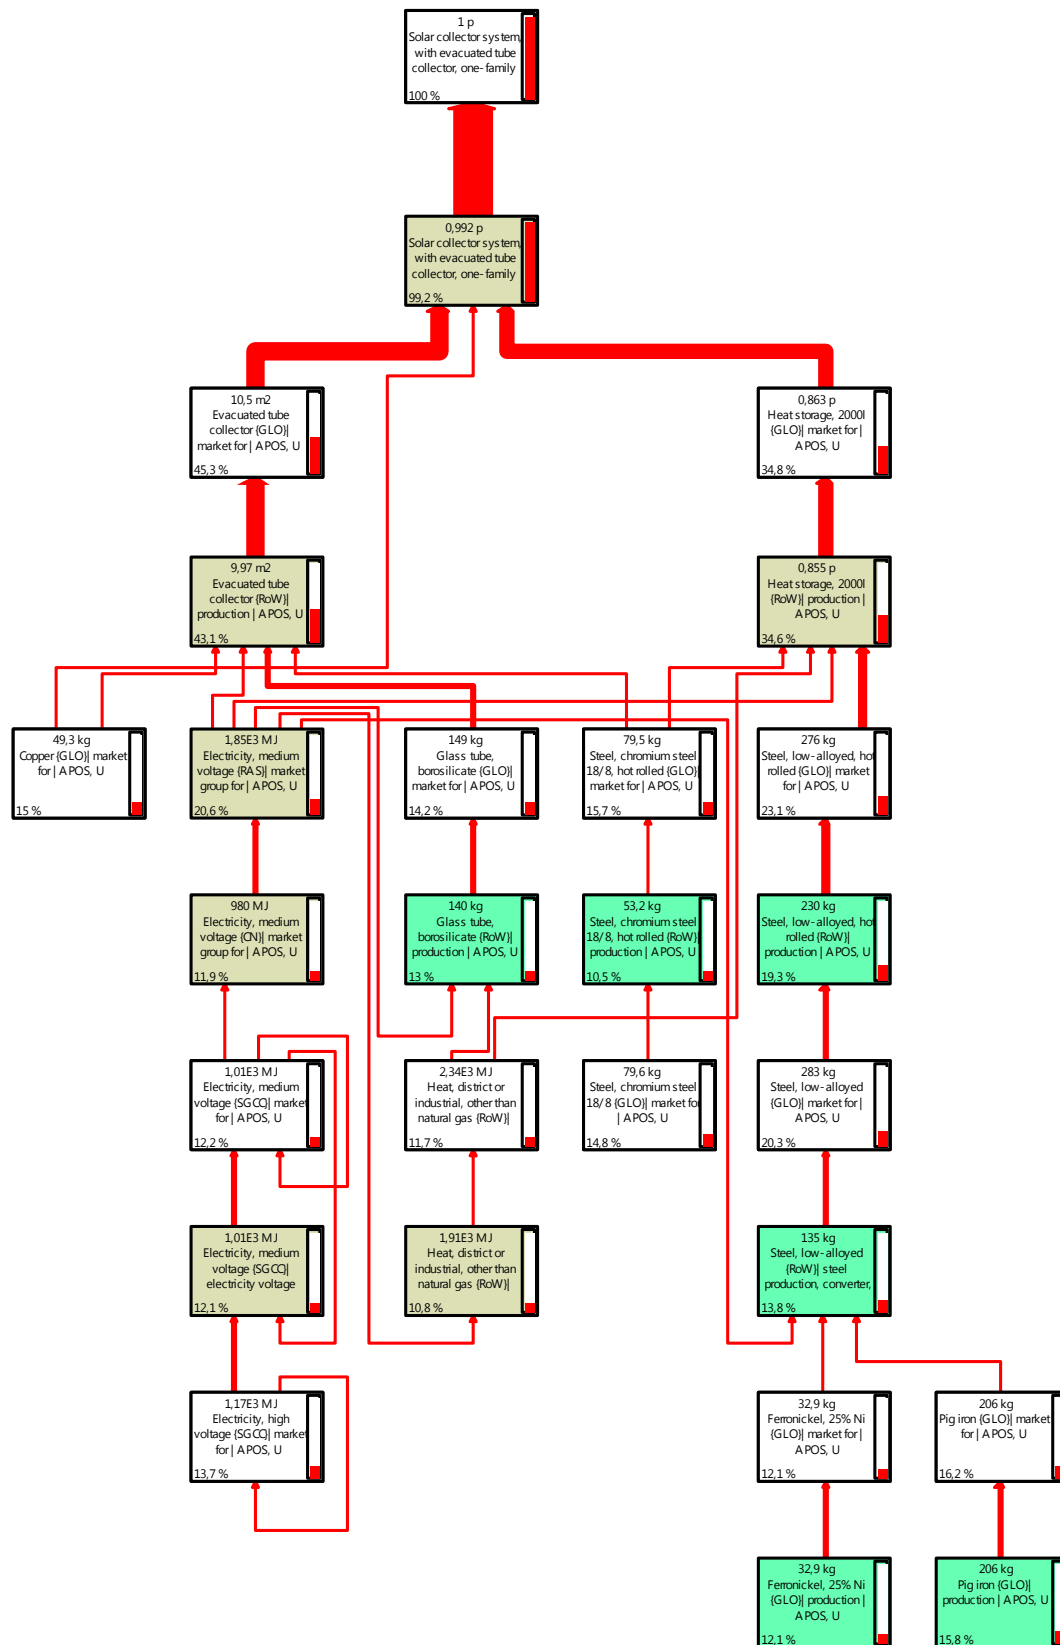 1 p
Solar collector system,
with evacuated tube
collector, one-family
100 %
0,992 p
Solar collector system,
with evacuated tube
collector, one-family
99,2 %
10,5 m2
Evacuated tube
collector {GLO}|
market for | APOS, U
45,3 %
0,863 p
Heat storage, 2000l
{GLO}| market for |
APOS, U
34,8 %
9,97 m2
Evacuated tube
collector {RoW}|
production | APOS, U
43,1 %
0,855 p
Heat storage, 2000l
{RoW}| production |
APOS, U
34,6 %
49,3 kg
Copper {GLO}| market
for | APOS, U
15 %
1,85E3 MJ
Electricity, medium
voltage {RAS}| market
group for | APOS, U
20,6 %
149 kg
Glass tube,
borosilicate {GLO}|
market for | APOS, U
14,2 %
79,5 kg
Steel, chromium steel
18/8, hot rolled {GLO}|
market for | APOS, U
15,7 %
276 kg
Steel, low-alloyed, hot
rolled {GLO}| market
for | APOS, U
23,1 %
980 MJ
Electricity, medium
voltage {CN}| market
group for | APOS, U
11,9 %
140 kg
Glass tube,
borosilicate {RoW}|
production | APOS, U
13 %
53,2 kg
Steel, chromium steel
18/8, hot rolled {RoW}|
production | APOS, U
10,5 %
230 kg
Steel, low-alloyed, hot
rolled {RoW}|
production | APOS, U
19,3 %
1,01E3 MJ
Electricity, medium
voltage {SGCC}| market
for | APOS, U
12,2 %
2,34E3 MJ
Heat, district or
industrial, other than
natural gas {RoW}|
11,7 %
79,6 kg
Steel, chromium steel
18/8 {GLO}| market for
| APOS, U
14,8 %
283 kg
Steel, low-alloyed
{GLO}| market for |
APOS, U
20,3 %
1,01E3 MJ
Electricity, medium
voltage {SGCC}|
electricity voltage
12,1 %
1,91E3 MJ
Heat, district or
industrial, other than
natural gas {RoW}|
10,8 %
135 kg
Steel, low-alloyed
{RoW}| steel
production, converter,
13,8 %
1,17E3 MJ
Electricity, high
voltage {SGCC}| market
for | APOS, U
13,7 %
32,9 kg
Ferronickel, 25% Ni
{GLO}| market for |
APOS, U
12,1 %
206 kg
Pig iron {GLO}| market
for | APOS, U
16,2 %
32,9 kg
Ferronickel, 25% Ni
{GLO}| production |
APOS, U
12,1 %
206 kg
Pig iron {GLO}|
production | APOS, U
15,8 %